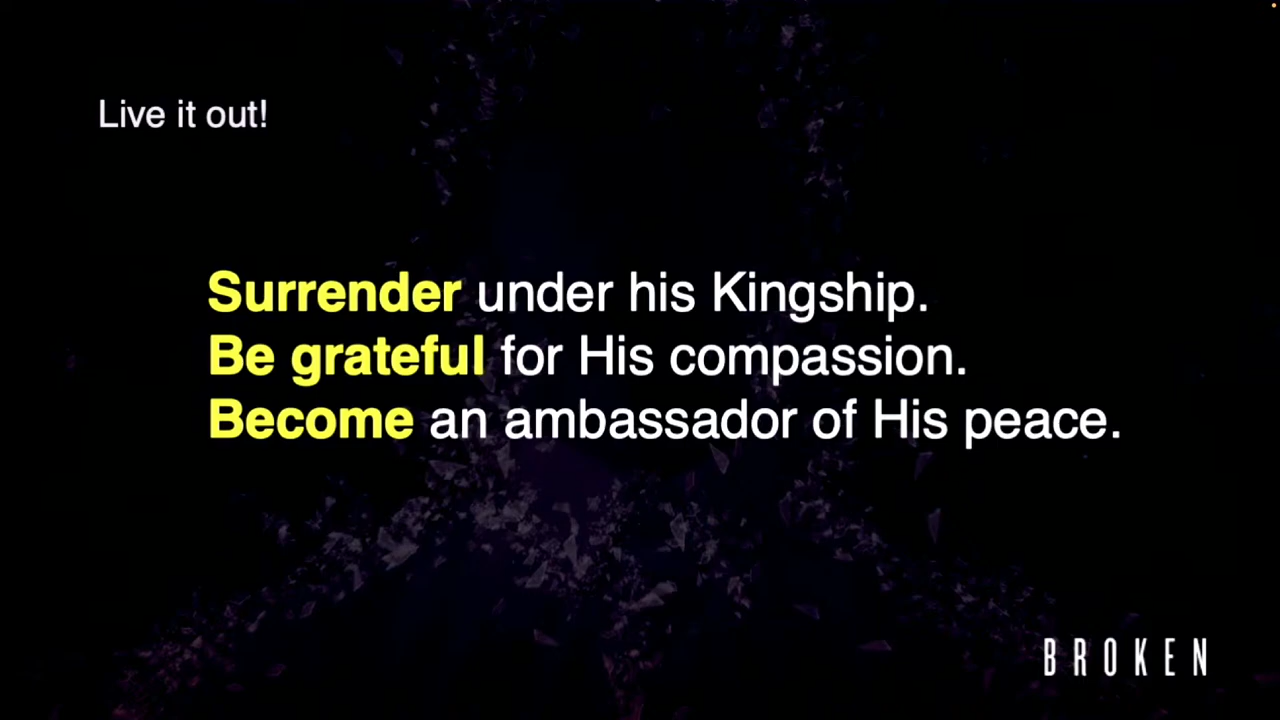 Live it out!
Surrender under his Kingship.
Be grateful for His compassion.
Become an ambassador of His peace.
BROKEN